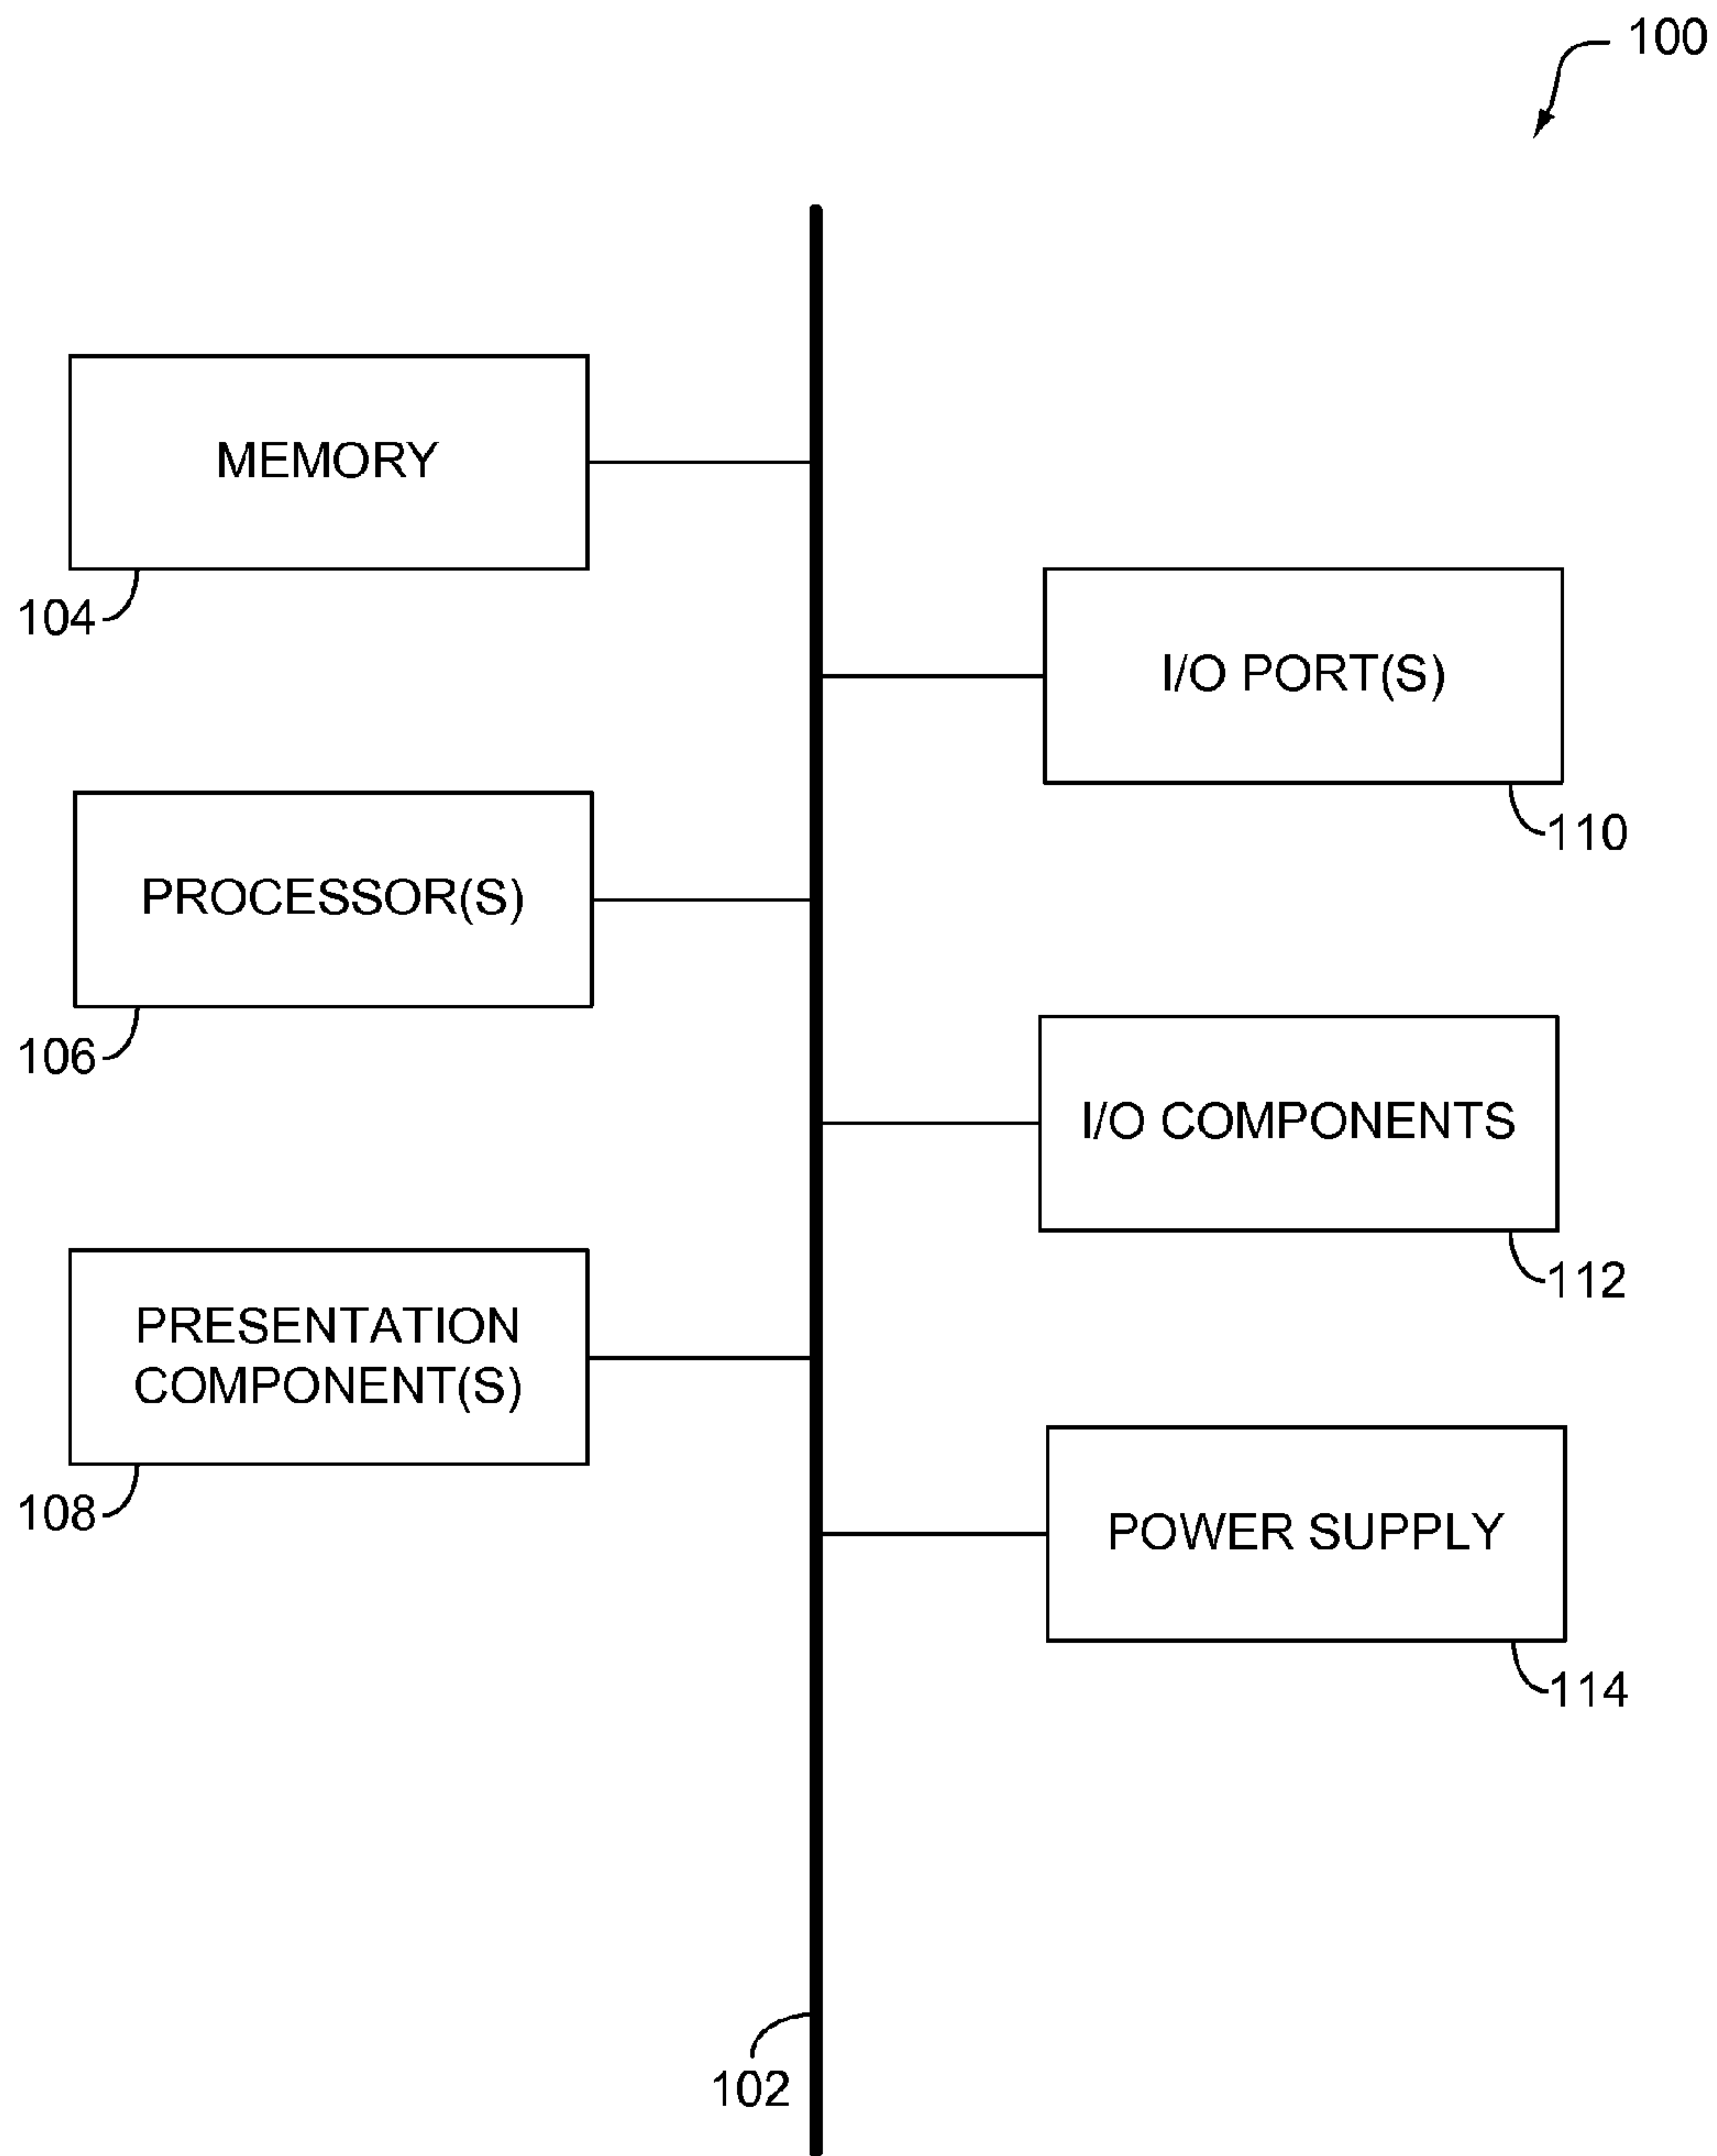 100
MEMORY
104
I/O PORT(S)
110
PROCESSOR(S)
106
I/O COMPONENTS
112
PRESENTATION
COMPONENT(S)
108
POWER SUPPLY
114
102